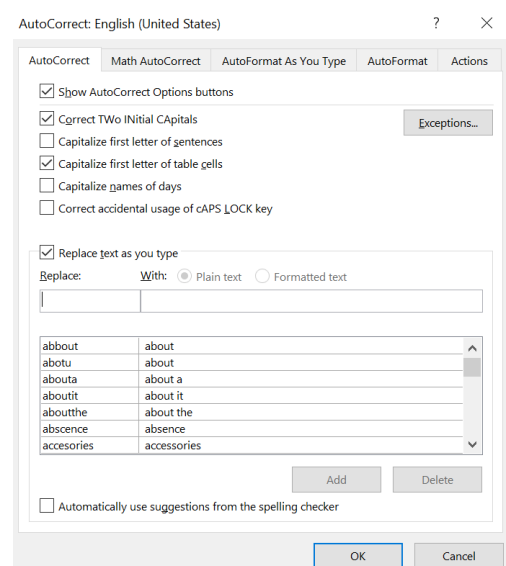 AutoCorrect: English (United States) ? ×
AutoCorrect Math AutoCorrect AutoFormat As You Type AutoFormat Actions
Show AutoCorrect Options buttons
Correct TWo INitial CApitals
Exceptions...
Capitalize first letter of sentences
Capitalize first letter of table cells
Capitalize names of days
Correct accidental usage of cAPS LOCK key
Replace text as you type
Replace: With: Plain text Formatted text
abbout about
abotu about
abouta about a
aboutit about it
aboutthe about the
abscence absence
accesories accessories
Add Delete
Automatically use suggestions from the spelling checker
OK Cancel